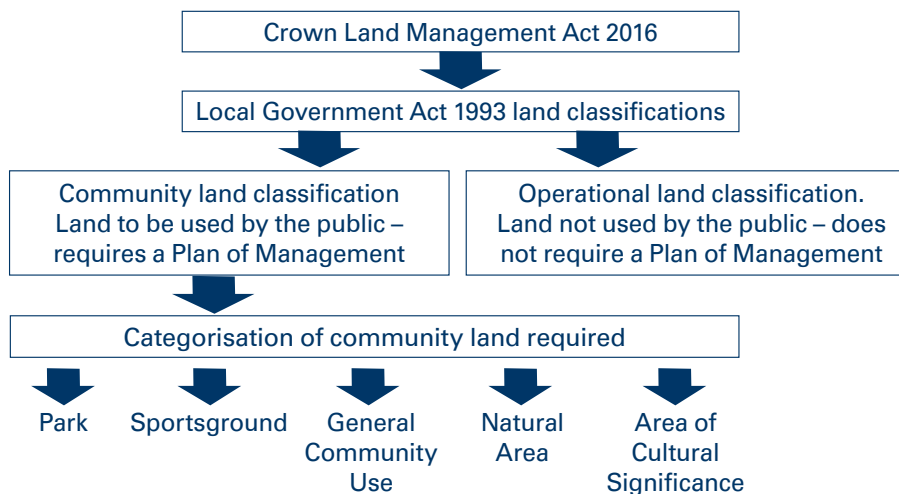 Crown Land Management Act 2016
Local Government Act 1993 land classifications
Community land classification
Land to be used by the public –
requires a Plan of Management
Operational land classification.
Land not used by the public – does
not require a Plan of Management
Categorisation of community land required
Park
Sportsground
General
Community
Use
Natural
Area
Area of
Cultural
Significance